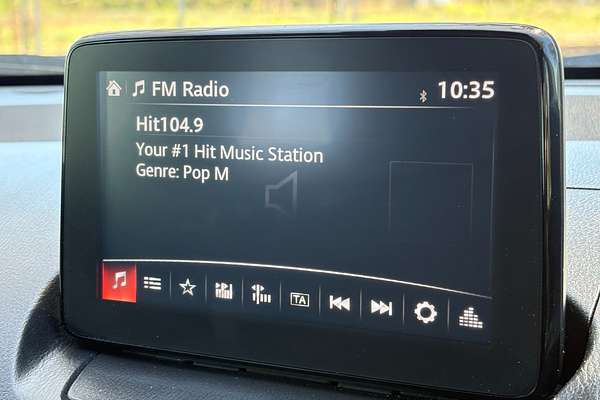 FM Radio
10:35
Hit104.9
Your #1 Hit Music Station
Genre: Pop M
TA